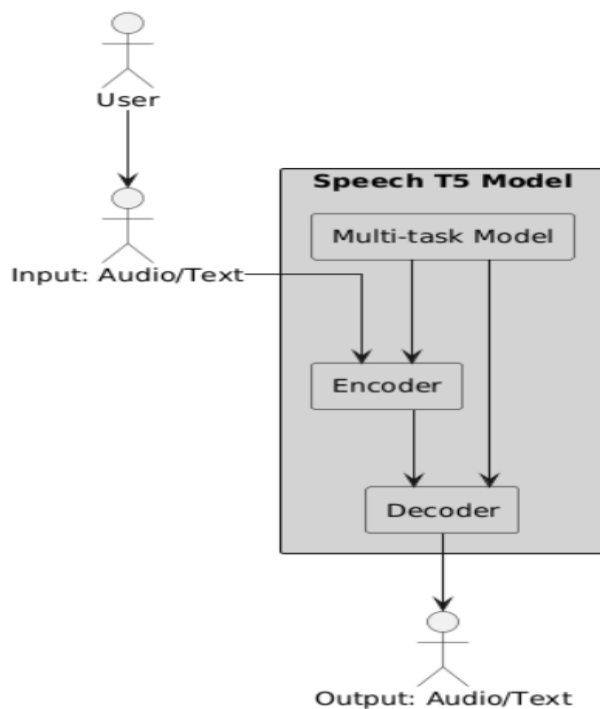 User
Speech T5 Model
Multi-task Model
Input: Audio/Text
Encoder
Decoder
Output: Audio/Text